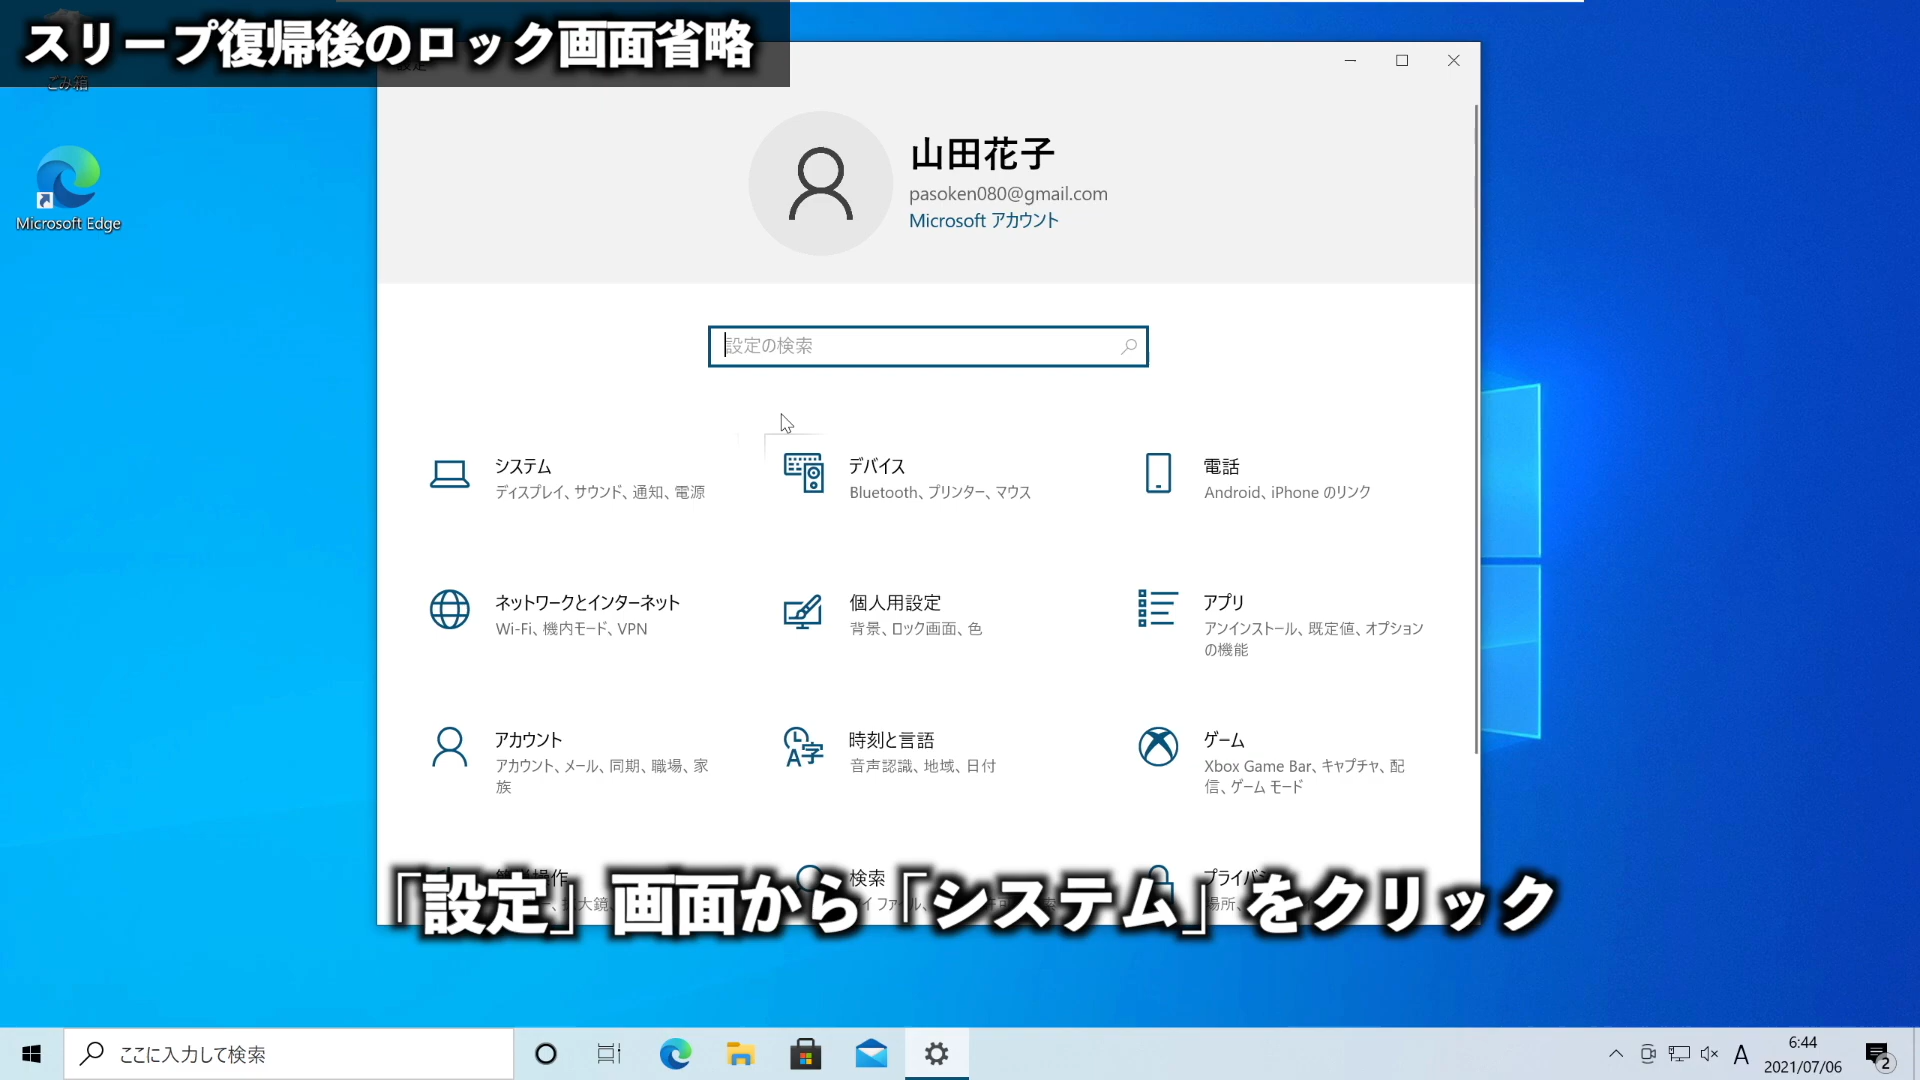 スリープ復帰後のロック画面省略
ごみ箱
Microsoft Edge
山田花子
pasoken080@gmail.com
Microsoft アカウント
設定の検索
システム
ディスプレイ、サウンド、通知、電源
デバイス
Bluetooth、プリンター、マウス
電話
Android、iPhone のリンク
ネットワークとインターネット
Wi-Fi、機内モード、VPN
個人用設定
背景、ロック画面、色
アプリ
アンインストール、既定値、オプション
の機能
アカウント
アカウント、メール、同期、職場、家
族
時刻と言語
音声認識、地域、日付
ゲーム
Xbox Game Bar、キャプチャ、配
信、ゲーム モード
検索
「設定」画面から「システム」をクリック
ここに入力して検索
A
6:44
2021/07/06
2